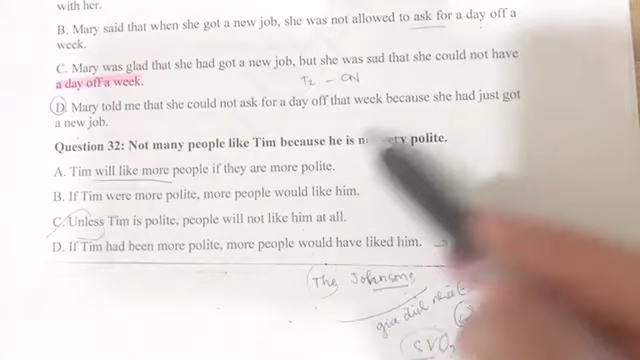 with her.
B. Mary said that when she got a new job, she was not allowed to ask for a day off a
week.
C. Mary was glad that she had got a new job, but she was sad that she could not have
a day off a week.
T2 - CN
D. Mary told me that she could not ask for a day off that week because she had just got
a new job.
Question 32: Not many people like Tim because he is polite.
A. Tim will like more people if they are more polite.
B. If Tim were more polite, more people would like him.
C. Unless Tim is polite, people will not like him at all.
D. If Tim had been more polite, more people would have liked him. →
The Johnsons
gia đình nhà
SVO2